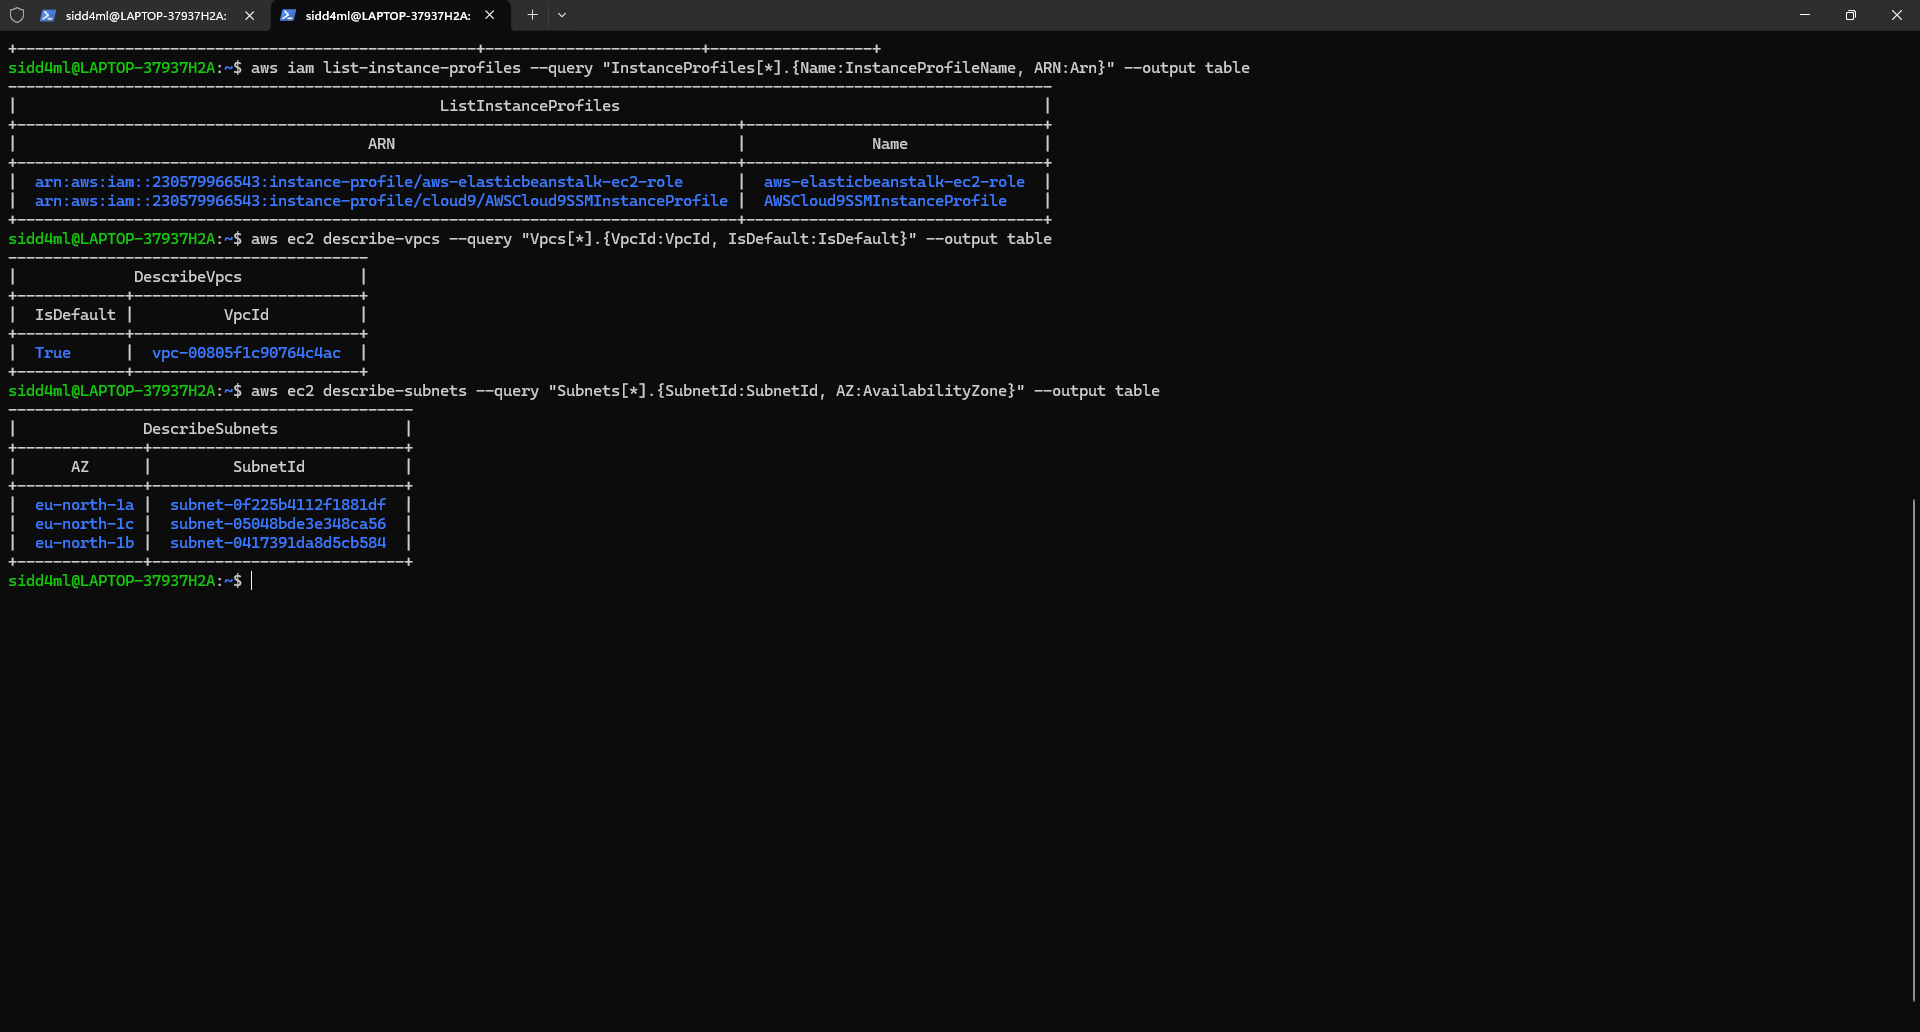 sidd4ml@LAPTOP-37937H2A: sidd4ml@LAPTOP-37937H2A:
+---------------------------------------------------+------------------------+------------------+
sidd4ml@LAPTOP-37937H2A:~$ aws iam list-instance-profiles --query "InstanceProfiles[*].{Name:InstanceProfileName, ARN:Arn}" --output table
--------------------------------------------------------------------------------------------------------------------
| ListInstanceProfiles |
+--------------------------------------------------------------------------------+---------------------------------+
| ARN | Name |
+--------------------------------------------------------------------------------+---------------------------------+
| arn:aws:iam::230579966543:instance-profile/aws-elasticbeanstalk-ec2-role | aws-elasticbeanstalk-ec2-role |
| arn:aws:iam::230579966543:instance-profile/cloud9/AWSCloud9SSMInstanceProfile | AWSCloud9SSMInstanceProfile |
+--------------------------------------------------------------------------------+---------------------------------+
sidd4ml@LAPTOP-37937H2A:~$ aws ec2 describe-vpcs --query "Vpcs[*].{VpcId:VpcId, IsDefault:IsDefault}" --output table
----------------------------------------
| DescribeVpcs |
+------------+-------------------------+
| IsDefault | VpcId |
+------------+-------------------------+
| True | vpc-00805f1c90764c4ac |
+------------+-------------------------+
sidd4ml@LAPTOP-37937H2A:~$ aws ec2 describe-subnets --query "Subnets[*].{SubnetId:SubnetId, AZ:AvailabilityZone}" --output table
---------------------------------------------
| DescribeSubnets |
+--------------+----------------------------+
| AZ | SubnetId |
+--------------+----------------------------+
| eu-north-1a | subnet-0f225b4112f1881df |
| eu-north-1c | subnet-05048bde3e348ca56 |
| eu-north-1b | subnet-0417391da8d5cb584 |
+--------------+----------------------------+
sidd4ml@LAPTOP-37937H2A:~$